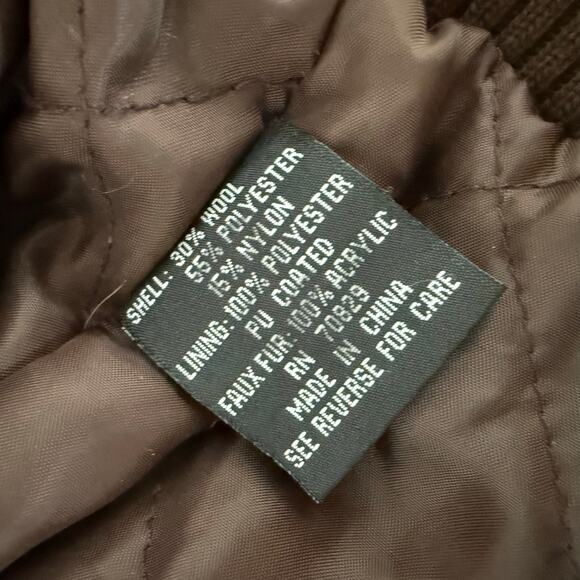 SHELL: 30% WOOL
55% POLYESTER
15% NYLON
LINING: 100% POLYESTER
PU COATED
FAUX FUR: 100% ACRYLIC
RN 70829
MADE IN CHINA
SEE REVERSE FOR CARE